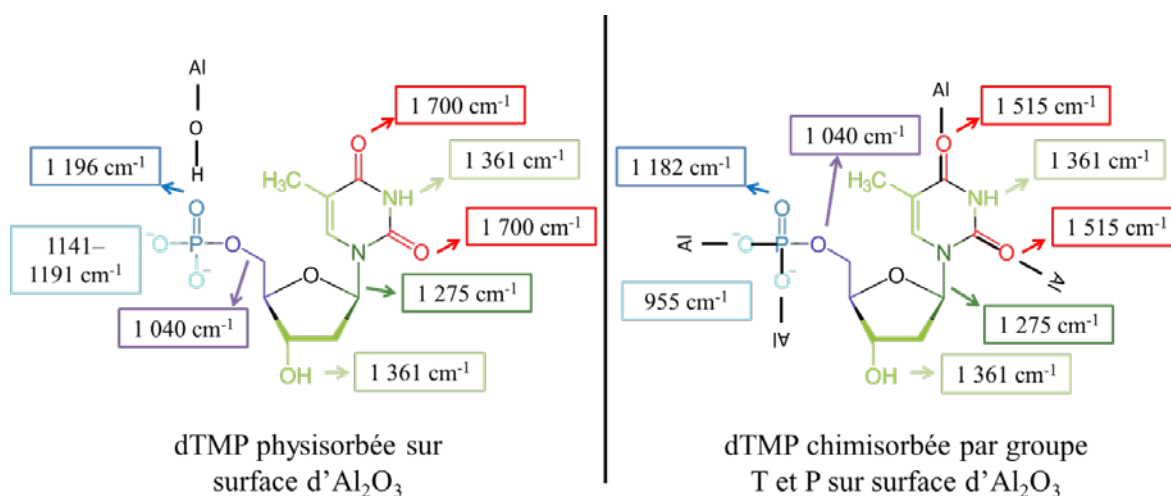 Al
O
H
1 700 cm⁻¹
1 196 cm⁻¹
O
1 361 cm⁻¹
H₃C
NH
O
1141–
1191 cm⁻¹
⁻O
P
O
O⁻
N
O
1 700 cm⁻¹
O
1 275 cm⁻¹
1 040 cm⁻¹
OH
1 361 cm⁻¹
dTMP physisorbée sur
surface d’Al₂O₃
Al
1 515 cm⁻¹
1 040 cm⁻¹
O
1 182 cm⁻¹
1 361 cm⁻¹
H₃C
NH
O
Al
⁻O
P
O
N
O
1 515 cm⁻¹
O⁻
Al
955 cm⁻¹
O
Al
1 275 cm⁻¹
OH
1 361 cm⁻¹
dTMP chimisorbée par groupe
T et P sur surface d’Al₂O₃